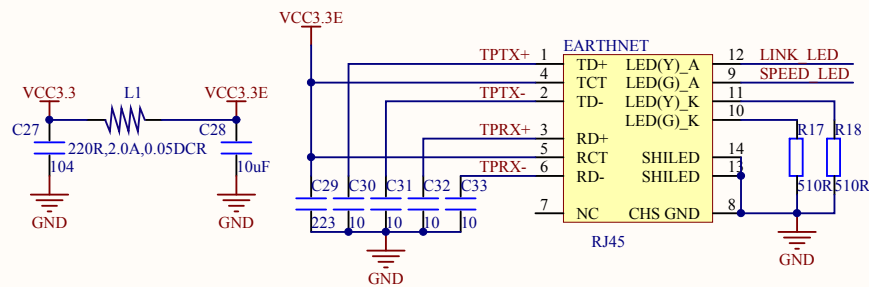 VCC3.3E
EARTHNET
TPTX+ 1 TD+ LED(Y)_A 12 LINK_LED
4 TCT LED(G)_A 9 SPEED_LED
TPTX- 2 TD- LED(Y)_K 11
LED(G)_K 10
TPRX+ 3 RD+
5 RCT SHILED 14
TPRX- 6 RD- SHILED 13
7 NC CHS GND 8
RJ45
R17 R18
510R 510R
GND
VCC3.3 L1 VCC3.3E
C27 C28
220R,2.0A,0.05DCR
104 10uF
GND GND
C29 C30 C31 C32 C33
223 10 10 10 10
GND